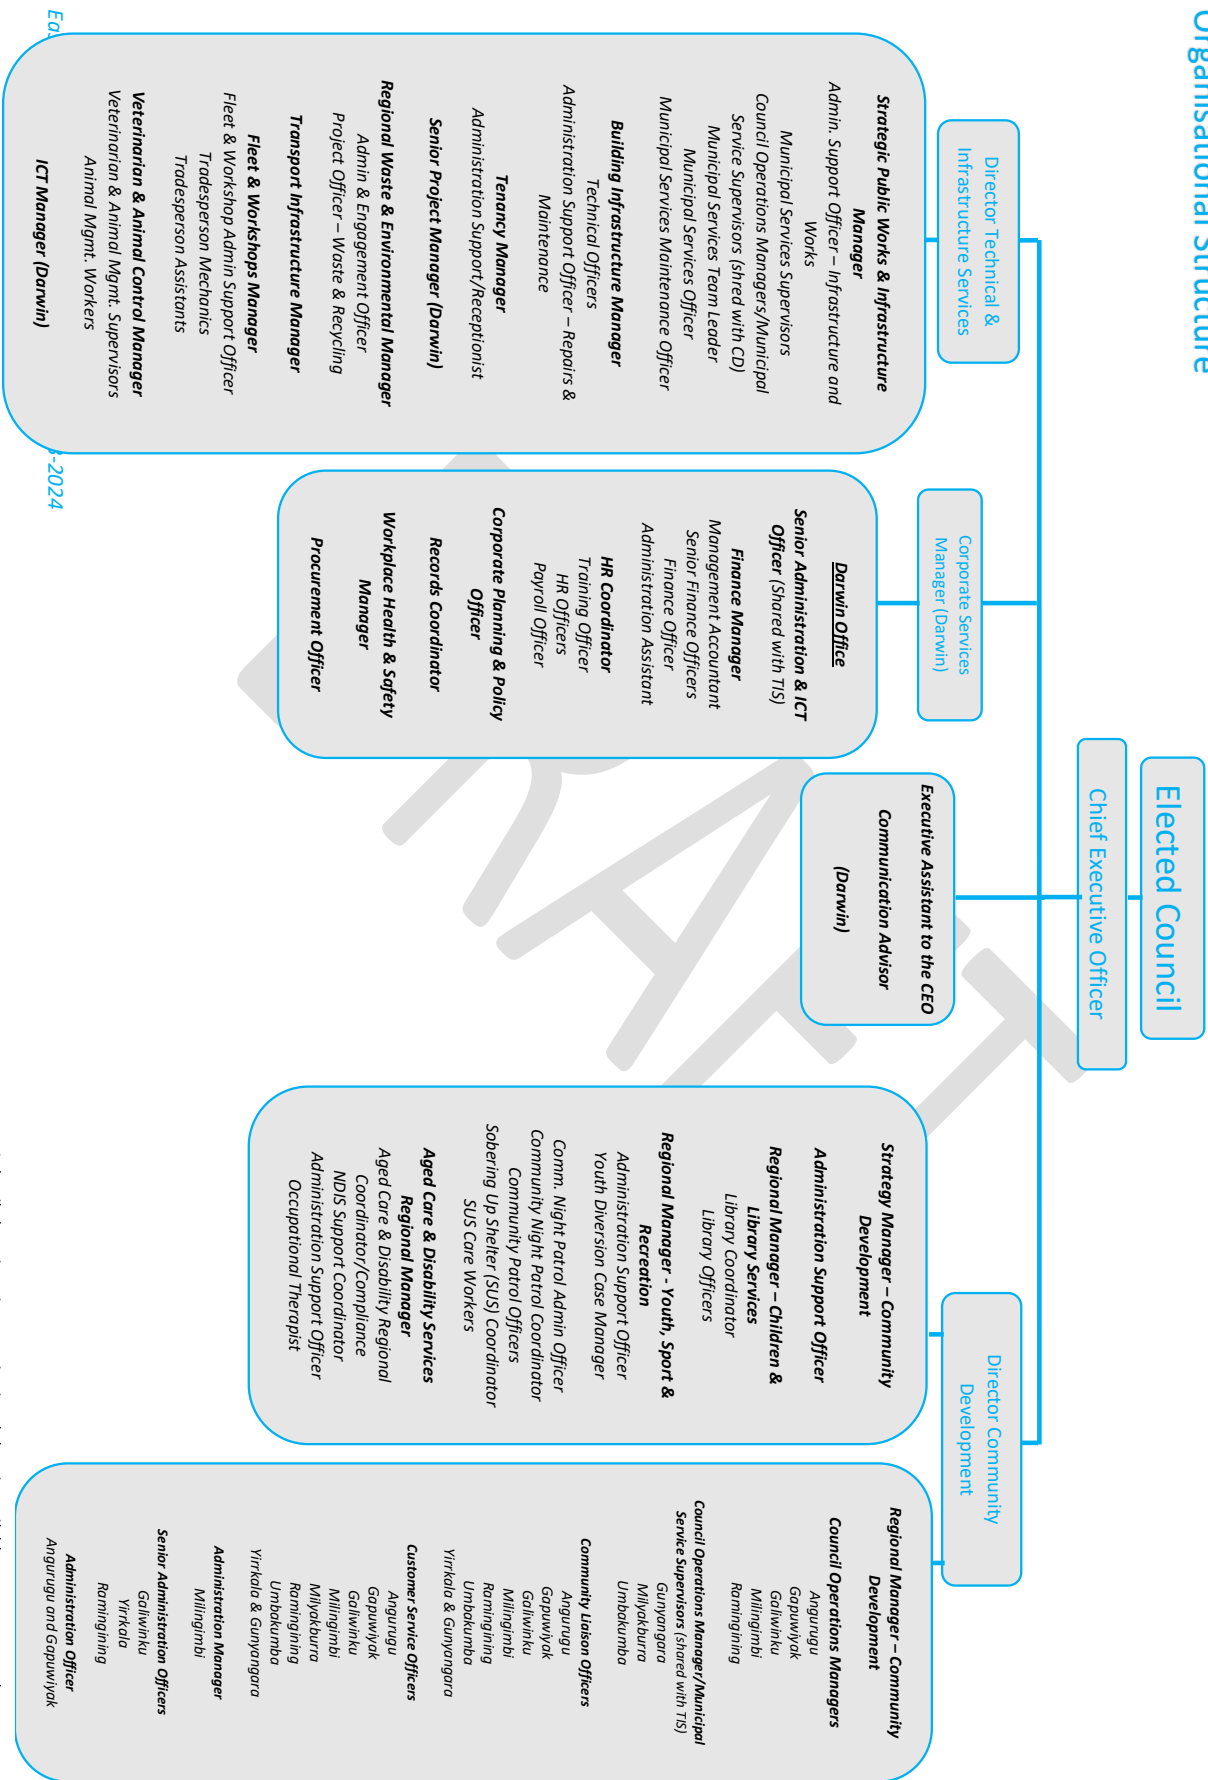 Organisational Structure
Elected Council
Chief Executive Officer
Director Technical &
Infrastructure Services
Strategic Public Works & Infrastructure
Manager
Admin. Support Officer – Infrastructure and
Works
Municipal Services Supervisors
Council Operations Managers/Municipal
Service Supervisors (shred with CD)
Municipal Services Team Leader
Municipal Services Officer
Municipal Services Maintenance Officer
Building Infrastructure Manager
Technical Officers
Administration Support Officer – Repairs &
Maintenance
Tenancy Manager
Administration Support/Receptionist
Senior Project Manager (Darwin)
Regional Waste & Environmental Manager
Admin & Engagement Officer
Project Officer – Waste & Recycling
Transport Infrastructure Manager
Fleet & Workshops Manager
Fleet & Workshop Admin Support Officer
Tradesperson Mechanics
Tradesperson Assistants
Veterinarian & Animal Control Manager
Veterinarian & Animal Mgt. Supervisors
Animal Mgmt. Workers
ICT Manager (Darwin)
Corporate Services
Manager (Darwin)
Darwin Office
Senior Administration & ICT
Officer (Shared with TIS)
Finance Manager
Management Accountant
Senior Finance Officers
Finance Officer
Administration Assistant
HR Coordinator
Training Officer
HR Officers
Payroll Officer
Corporate Planning & Policy
Officer
Records Coordinator
Workplace Health & Safety
Manager
Procurement Officer
Executive Assistant to the CEO
Communication Advisor
(Darwin)
Director Community
Development
Strategy Manager – Community
Development
Administration Support Officer
Regional Manager – Children &
Library Services
Library Coordinator
Library Officers
Regional Manager - Youth, Sport &
Recreation
Administration Support Officer
Youth Diversion Case Manager
Comm. Night Patrol Admin Officer
Community Night Patrol Coordinator
Community Patrol Officers
Sobering Up Shelter (SUS) Coordinator
SUS Care Workers
Aged Care & Disability Services
Regional Manager
Aged Care & Disability Regional
Coordinator/Compliance
NDIS Support Coordinator
Administration Support Officer
Occupational Therapist
Regional Manager – Community
Development
Council Operations Managers
Angurugu
Gapuwiyak
Galiwinku
Milingimbi
Ramingining
Council Operations Manager/Municipal
Service Supervisors (shared with TIS)
Gunyangara
Milyakburra
Umbakumba
Community Liaison Officers
Angurugu
Gapuwiyak
Galiwinku
Milingimbi
Ramingining
Umbakumba
Yirrkala & Gunyangara
Customer Service Officers
Angurugu
Gapuwiyak
Galiwinku
Milingimbi
Milyakburra
Ramingining
Umbakumba
Yirrkala & Gunyangara
Administration Manager
Milingimbi
Senior Administration Officers
Galiwinku
Yirrkala
Ramingining
Administration Officer
Angurugu and Gapuwiyak
DRAFT
Eas
-2024